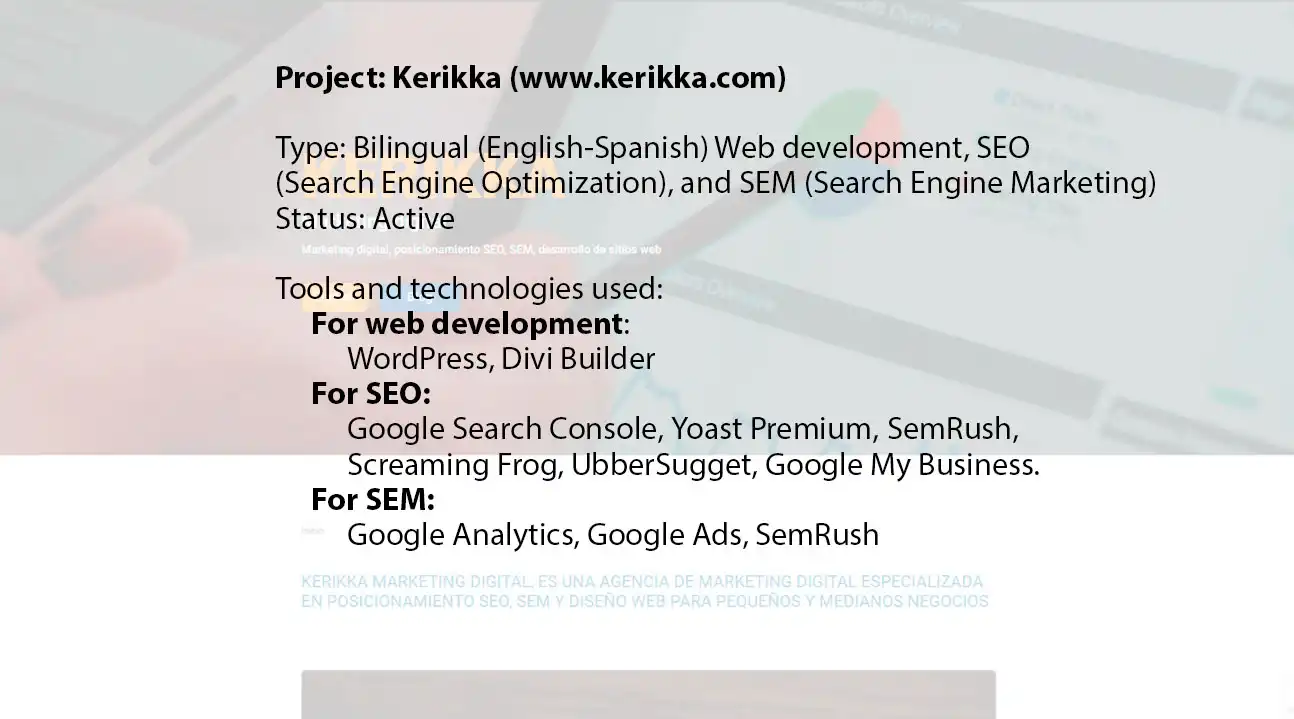 Project: Kerikka (www.kerikka.com)
Type: Bilingual (English-Spanish) Web development, SEO
(Search Engine Optimization), and SEM (Search Engine Marketing)
KERIKKA
Status: Active
Marketing digital, posicionamiento SEO, SEM, desarrollo de sitios web
Tools and technologies used:
For web development:
WordPress, Divi Builder
For SEO:
Google Search Console, Yoast Premium, SemRush,
Screaming Frog, UbberSugget, Google My Business.
For SEM:
Google Analytics, Google Ads, SemRush
KERIKKA MARKETING DIGITAL, ES UNA AGENCIA DE MARKETING DIGITAL ESPECIALIZADA
EN POSICIONAMIENTO SEO, SEM Y DISEÑO WEB PARA PEQUEÑOS Y MEDIANOS NEGOCIOS